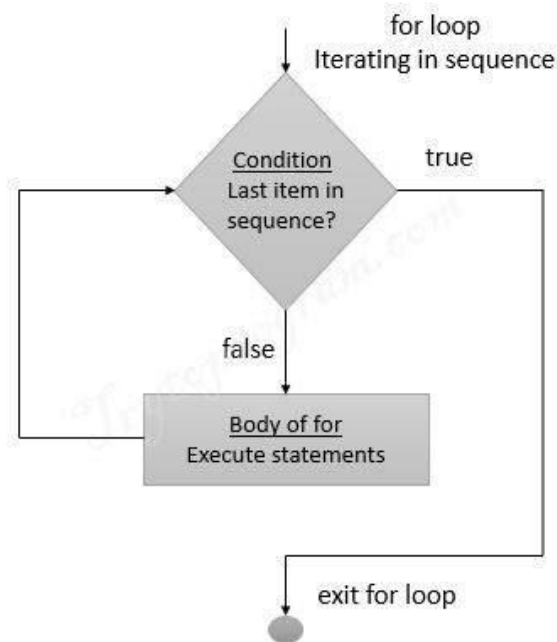 for loop
Iterating in sequence
Condition
Last item in
sequence?
true
false
Body of for
Execute statements
exit for loop